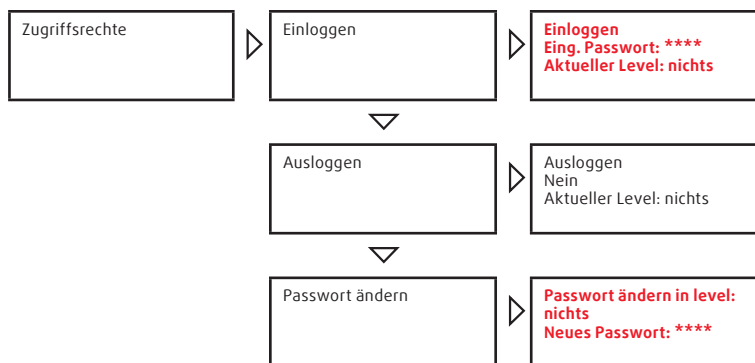 Zugriffsrechte
Einloggen
Einloggen
Eing. Passwort: ****
Aktueller Level: nichts
Ausloggen
Ausloggen
Nein
Aktueller Level: nichts
Passwort ändern
Passwort ändern in level:
nichts
Neues Passwort: ****